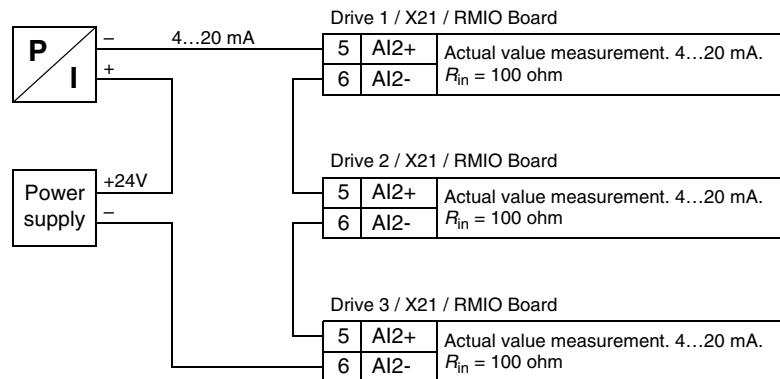 Drive 1 / X21 / RMIO Board
P
I
–
+
4…20 mA
5 AI2+
6 AI2-
Actual value measurement. 4…20 mA.
Rin = 100 ohm
Drive 2 / X21 / RMIO Board
Power
supply
+24V
–
5 AI2+
6 AI2-
Actual value measurement. 4…20 mA.
Rin = 100 ohm
Drive 3 / X21 / RMIO Board
5 AI2+
6 AI2-
Actual value measurement. 4…20 mA.
Rin = 100 ohm